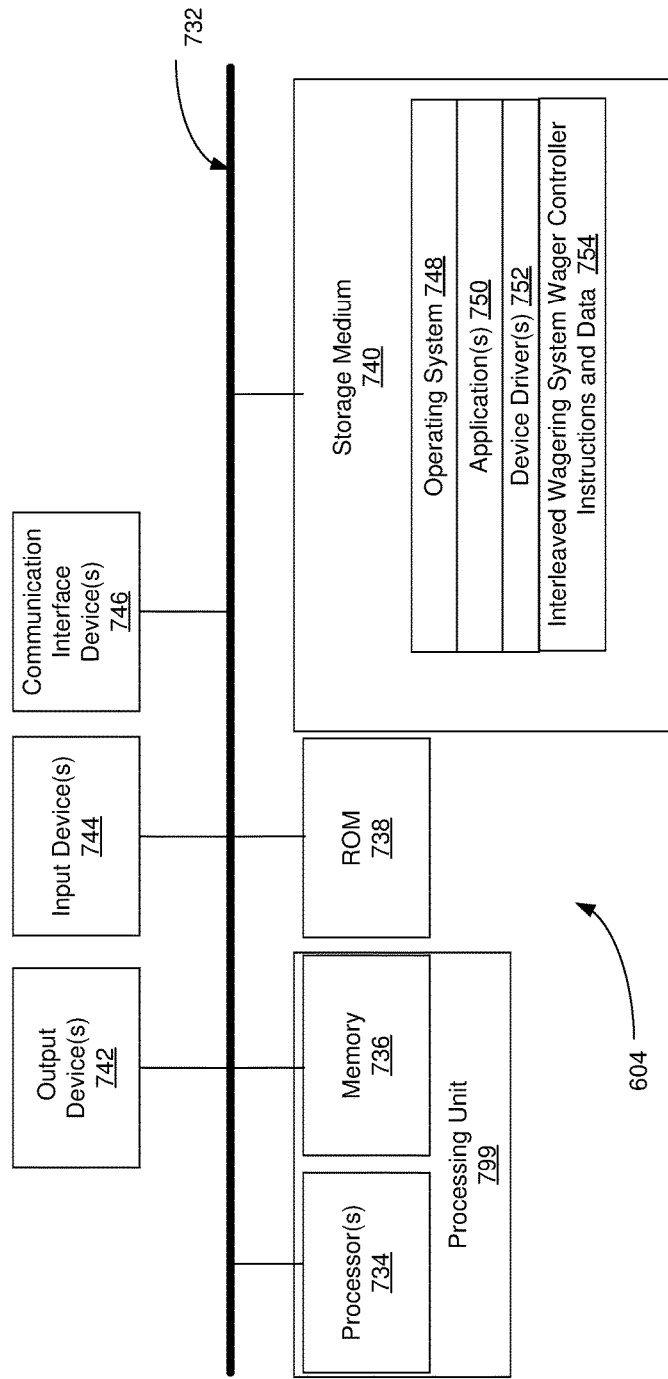 Output
Device(s)
742
Input Device(s)
744
Communication
Interface
Device(s)
746
732
Processor(s)
734
Memory
736
Processing Unit
799
ROM
738
Storage Medium
740
Operating System 748
Application(s) 750
Device Driver(s) 752
Interleaved Wagering System Wager Controller
Instructions and Data 754
604